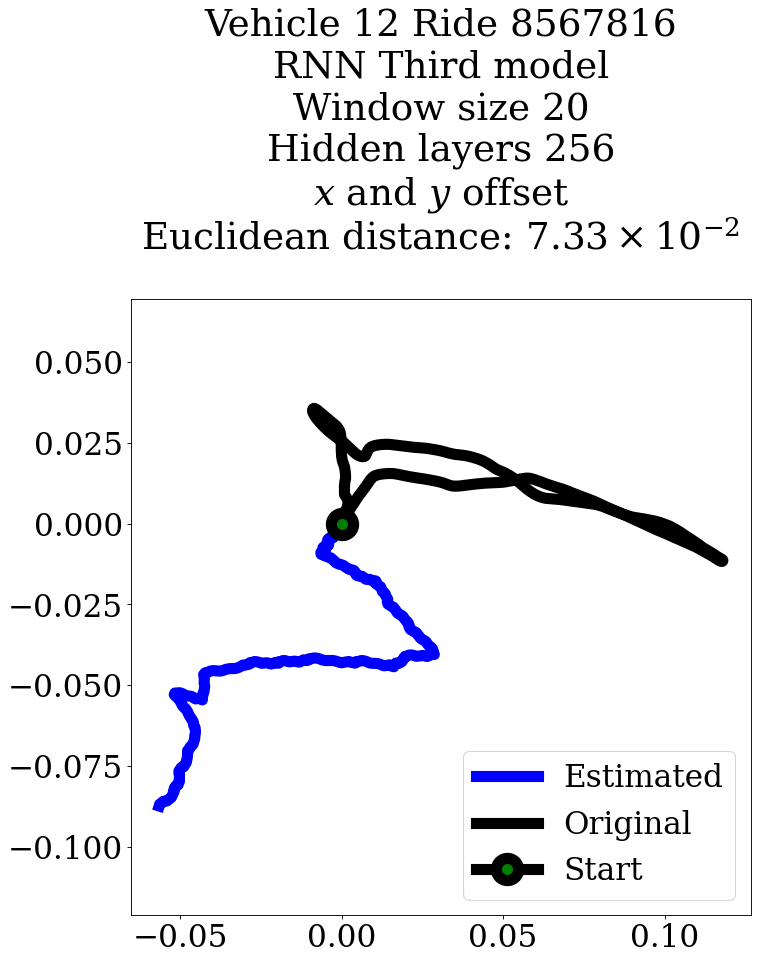 Vehicle 12 Ride 8567816
RNN Third model
Window size 20
Hidden layers 256
x and y offset
Euclidean distance: 7.33 × 10⁻²
0.050
0.025
0.000
−0.025
−0.050
−0.075
−0.100
Estimated
Original
Start
−0.05 0.00 0.05 0.10